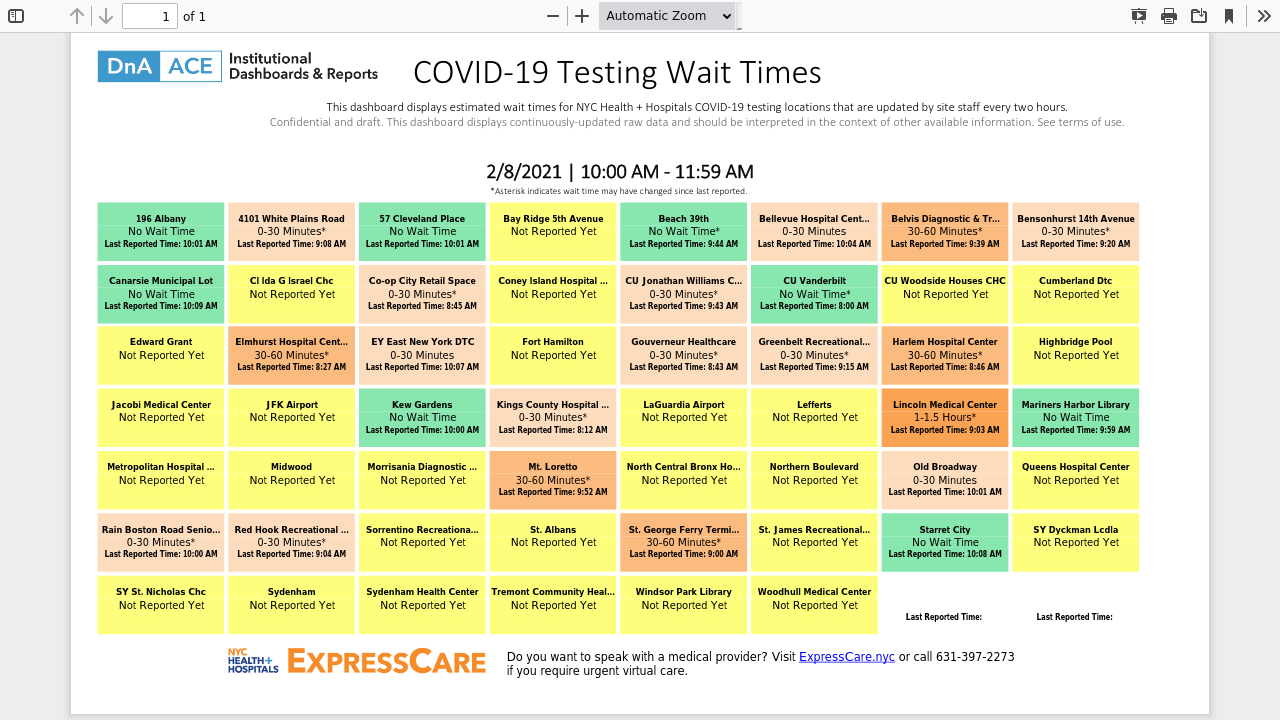 1 of 1
Automatic Zoom
DnA ACE Institutional
Dashboards & Reports
COVID-19 Testing Wait Times
This dashboard displays estimated wait times for NYC Health + Hospitals COVID-19 testing locations that are updated by site staff every two hours.
Confidential and draft. This dashboard displays continuously-updated raw data and should be interpreted in the context of other available information. See terms of use.
2/8/2021 | 10:00 AM - 11:59 AM
*Asterisk indicates wait time may have changed since last reported.
196 Albany
No Wait Time
Last Reported Time: 10:01 AM
4101 White Plains Road
0-30 Minutes*
Last Reported Time: 9:08 AM
57 Cleveland Place
No Wait Time
Last Reported Time: 10:01 AM
Bay Ridge 5th Avenue
Not Reported Yet
Beach 39th
No Wait Time*
Last Reported Time: 9:44 AM
Bellevue Hospital Cent...
0-30 Minutes
Last Reported Time: 10:04 AM
Belvis Diagnostic & Tr...
30-60 Minutes*
Last Reported Time: 9:39 AM
Bensonhurst 14th Avenue
0-30 Minutes*
Last Reported Time: 9:20 AM
Canarsie Municipal Lot
No Wait Time
Last Reported Time: 10:09 AM
Cl Ida G Israel Chc
Not Reported Yet
Co-op City Retail Space
0-30 Minutes*
Last Reported Time: 8:45 AM
Coney Island Hospital ...
Not Reported Yet
CU Jonathan Williams C...
0-30 Minutes*
Last Reported Time: 9:43 AM
CU Vanderbilt
No Wait Time*
Last Reported Time: 8:00 AM
CU Woodside Houses CHC
Not Reported Yet
Cumberland Dtc
Not Reported Yet
Edward Grant
Not Reported Yet
Elmhurst Hospital Cent...
30-60 Minutes*
Last Reported Time: 8:27 AM
EY East New York DTC
0-30 Minutes
Last Reported Time: 10:07 AM
Fort Hamilton
Not Reported Yet
Gouverneur Healthcare
0-30 Minutes*
Last Reported Time: 8:43 AM
Greenbelt Recreational...
0-30 Minutes*
Last Reported Time: 9:15 AM
Harlem Hospital Center
30-60 Minutes*
Last Reported Time: 8:46 AM
Highbridge Pool
Not Reported Yet
Jacobi Medical Center
Not Reported Yet
JFK Airport
Not Reported Yet
Kew Gardens
No Wait Time
Last Reported Time: 10:00 AM
Kings County Hospital ...
0-30 Minutes*
Last Reported Time: 8:12 AM
LaGuardia Airport
Not Reported Yet
Lefferts
Not Reported Yet
Lincoln Medical Center
1-1.5 Hours*
Last Reported Time: 9:03 AM
Mariners Harbor Library
No Wait Time
Last Reported Time: 9:59 AM
Metropolitan Hospital ...
Not Reported Yet
Midwood
Not Reported Yet
Morrisania Diagnostic ...
Not Reported Yet
Mt. Loretto
30-60 Minutes*
Last Reported Time: 9:52 AM
North Central Bronx Ho...
Not Reported Yet
Northern Boulevard
Not Reported Yet
Old Broadway
0-30 Minutes
Last Reported Time: 10:01 AM
Queens Hospital Center
Not Reported Yet
Rain Boston Road Senio...
0-30 Minutes*
Last Reported Time: 10:00 AM
Red Hook Recreational ...
0-30 Minutes*
Last Reported Time: 9:04 AM
Sorrentino Recreationa...
Not Reported Yet
St. Albans
Not Reported Yet
St. George Ferry Termi...
30-60 Minutes*
Last Reported Time: 9:00 AM
St. James Recreational...
Not Reported Yet
Starret City
No Wait Time
Last Reported Time: 10:08 AM
SY Dyckman Lcdla
Not Reported Yet
SY St. Nicholas Chc
Not Reported Yet
Sydenham
Not Reported Yet
Sydenham Health Center
Not Reported Yet
Tremont Community Heal...
Not Reported Yet
Windsor Park Library
Not Reported Yet
Woodhull Medical Center
Not Reported Yet
Last Reported Time:
Last Reported Time:
NYC
HEALTH+
HOSPITALS
EXPRESSCARE
Do you want to speak with a medical provider? Visit ExpressCare.nyc or call 631-397-2273
if you require urgent virtual care.